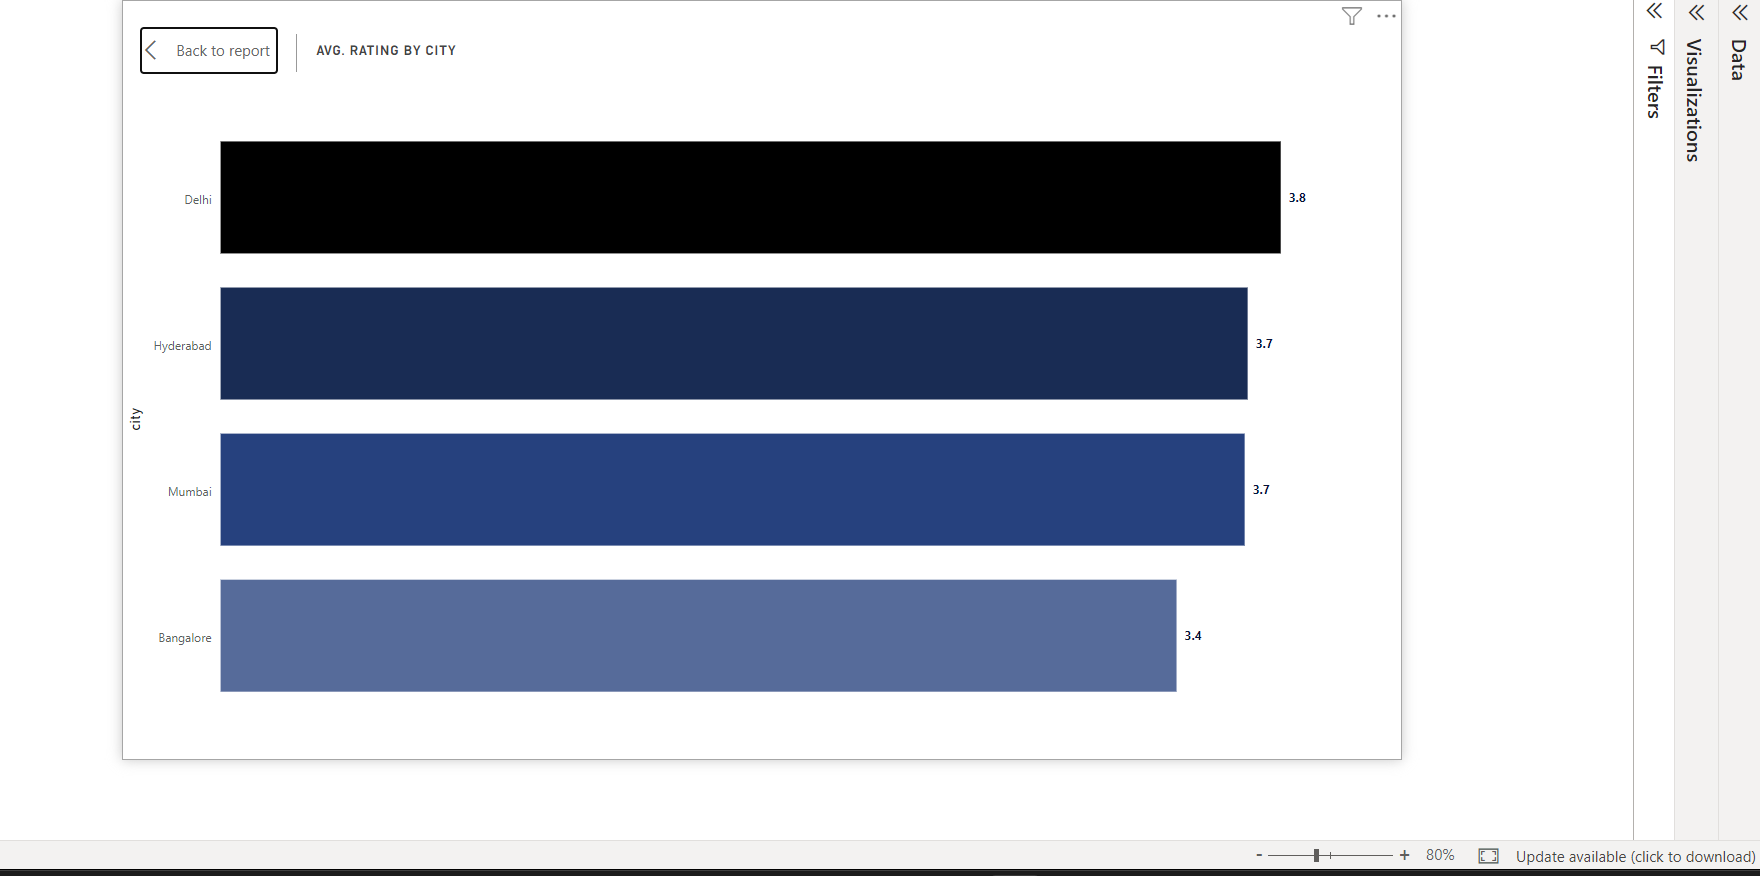 Back to report
AVG. RATING BY CITY
Delhi
3.8
Hyderabad
3.7
city
Mumbai
3.7
Bangalore
3.4
Filters
Visualizations
Data
- + 80%
Update available (click to download)